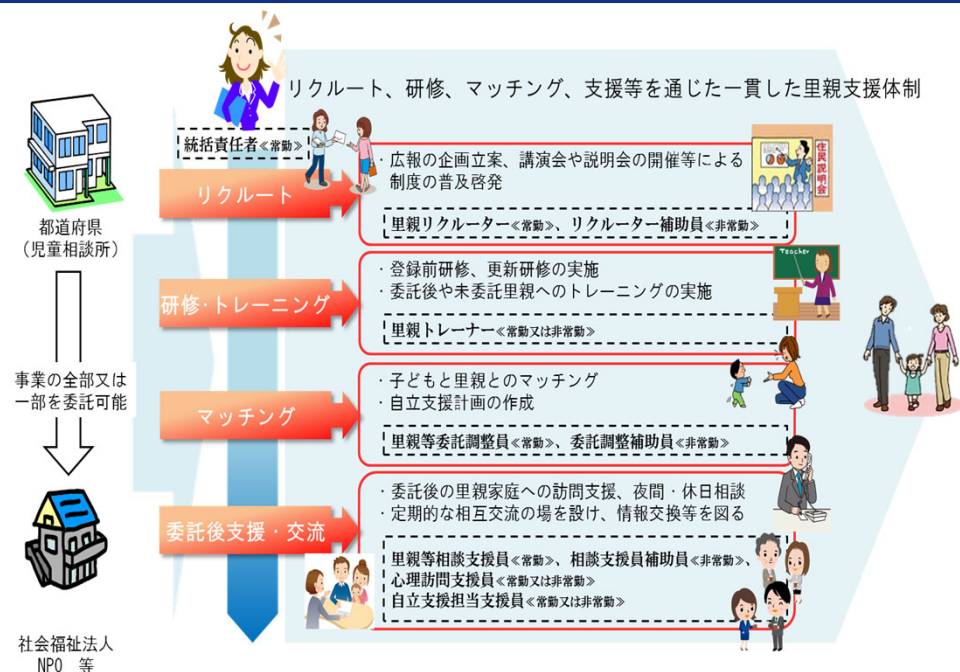 リクルート、研修、マッチング、支援等を通じた一貫した里親支援体制
統括責任者≪常勤≫
都道府県
（児童相談所）
事業の全部又は
一部を委託可能
社会福祉法人
NPO　等
リクルート
・広報の企画立案、講演会や説明会の開催等による
制度の普及啓発
里親リクルーター≪常勤≫、リクルーター補助員≪非常勤≫
住民説明会
研修･トレーニング
・登録前研修、更新研修の実施
・委託後や未委託里親へのトレーニングの実施
里親トレーナー≪常勤又は非常勤≫
Teacher
マッチング
・子どもと里親とのマッチング
・自立支援計画の作成
里親等委託調整員≪常勤≫、委託調整補助員≪非常勤≫
委託後支援・交流
・委託後の里親家庭への訪問支援、夜間・休日相談
・定期的な相互交流の場を設け、情報交換等を図る
里親等相談支援員≪常勤≫、相談支援員補助員≪非常勤≫、
心理訪問支援員≪常勤又は非常勤≫
自立支援担当支援員≪常勤又は非常勤≫